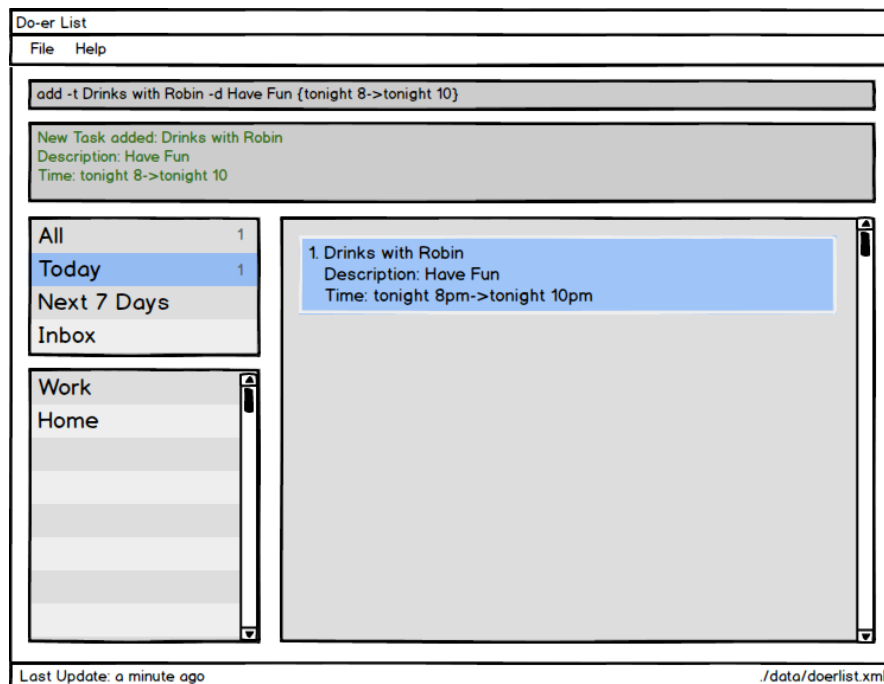 Do-er List
File Help
add -t Drinks with Robin -d Have Fun {tonight 8->tonight 10}
New Task added: Drinks with Robin
Description: Have Fun
Time: tonight 8->tonight 10
All 1
Today 1
Next 7 Days
Inbox
Work
Home
1. Drinks with Robin
Description: Have Fun
Time: tonight 8pm->tonight 10pm
Last Update: a minute ago ./data/doerlist.xml